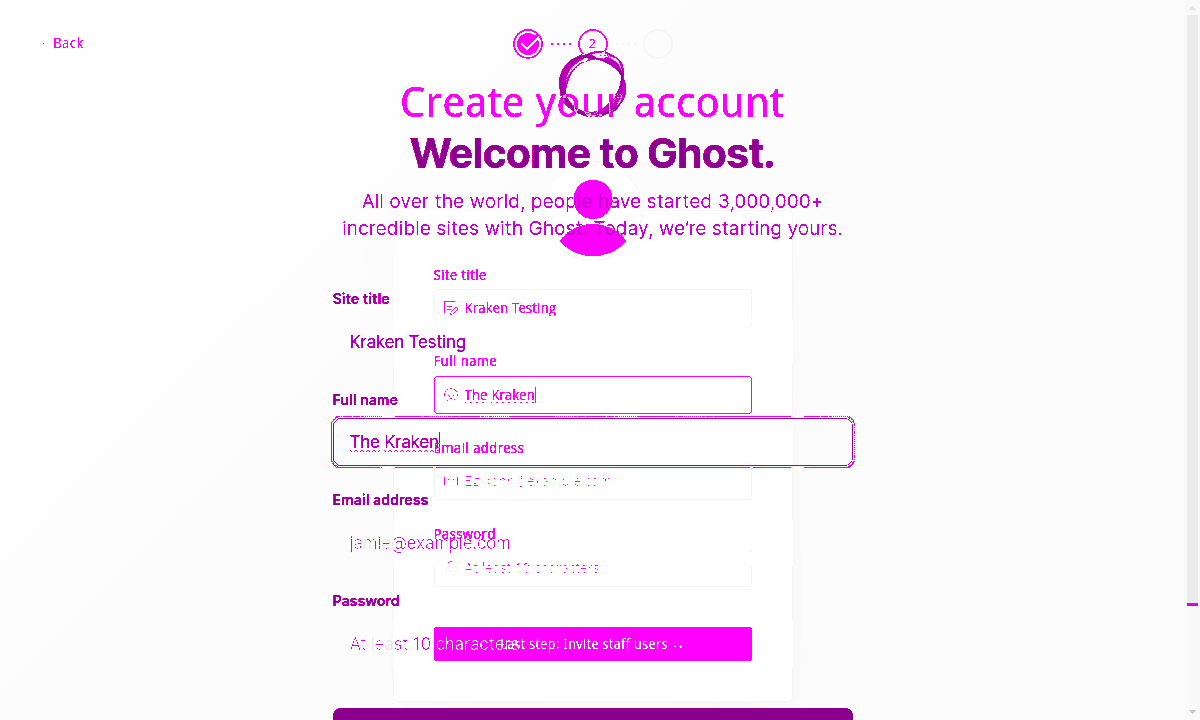 Back
2
Create your account
Welcome to Ghost.
All over the world, people have started 3,000,000+
incredible sites with Ghost. Today, we’re starting yours.
Site title
Kraken Testing
Site title
Kraken Testing
Full name
The Kraken
Full name
The Kraken
Email address
Email address
jamie@example.com
Password
At least 10 characters
Password
At least 10 characters
Last step: Invite staff users →